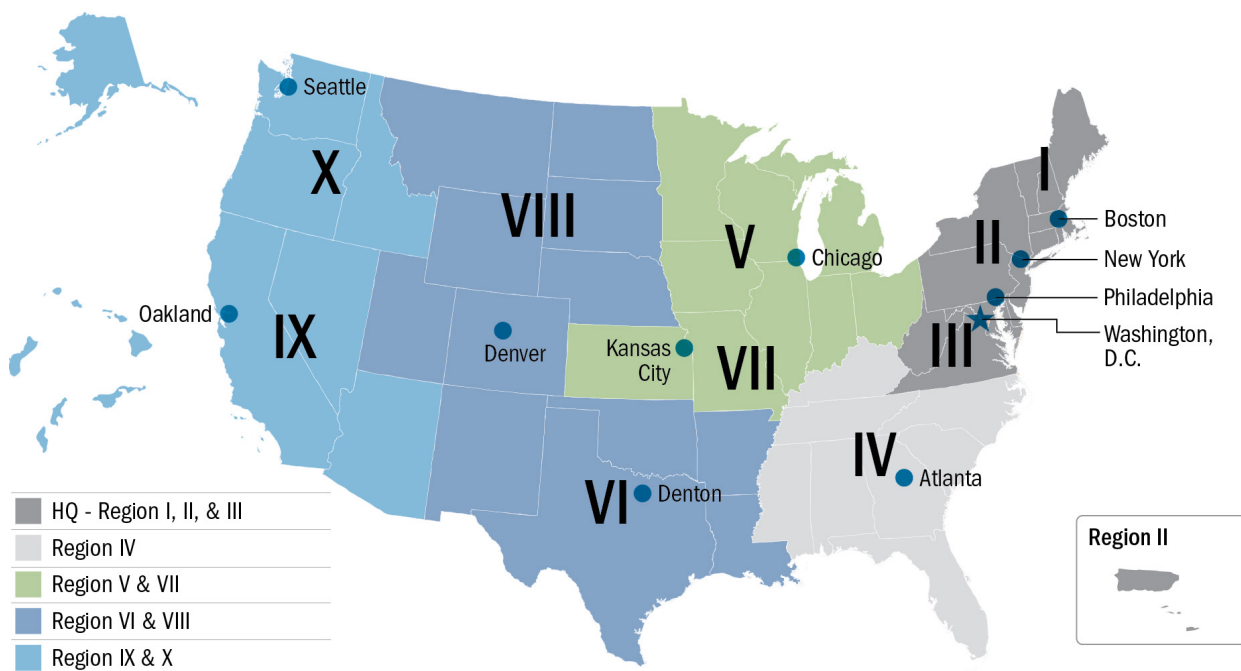 Seattle
X
VIII
I
Boston
V
II
Chicago
New York
Oakland
IX
Philadelphia
Denver
Kansas
City
VII
III
Washington,
D.C.
IV
Atlanta
VI
Denton
HQ - Region I, II, & III
Region IV
Region V & VII
Region VI & VIII
Region IX & X
Region II